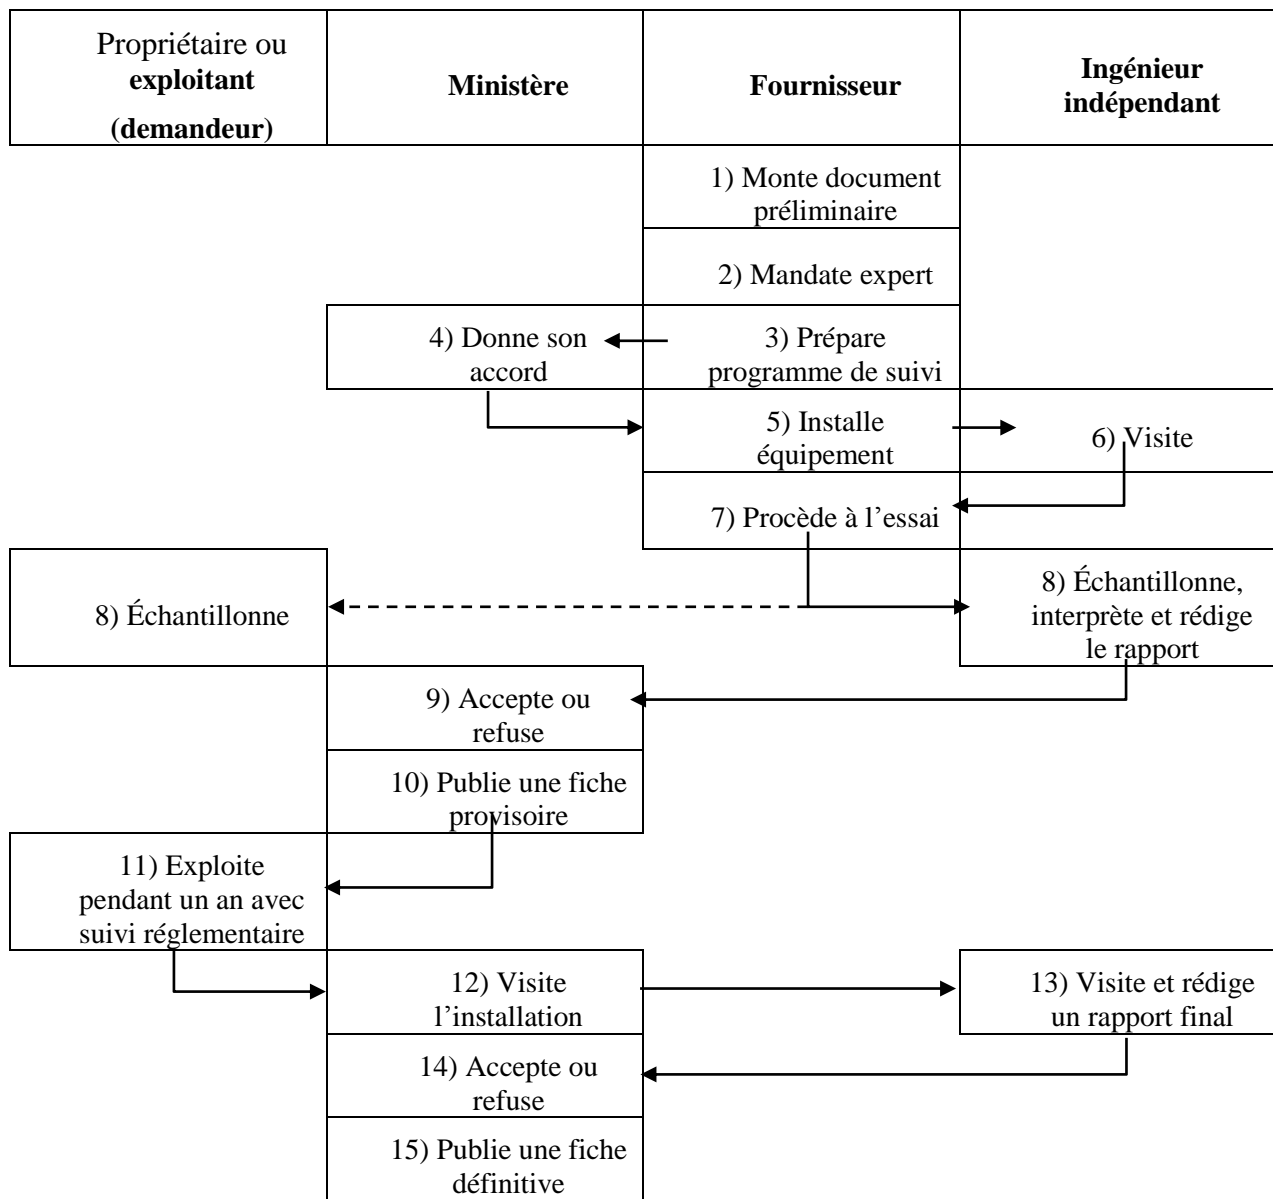 Propriétaire ou
exploitant
(demandeur)
Ministère
Fournisseur
Ingénieur
indépendant
1) Monte document
préliminaire
2) Mandate expert
4) Donne son
accord
3) Prépare
programme de suivi
5) Installe
équipement
6) Visite
7) Procède à l’essai
8) Échantillonne
8) Échantillonne,
interprète et rédige
le rapport
9) Accepte ou
refuse
10) Publie une fiche
provisoire
11) Exploite
pendant un an avec
suivi réglementaire
12) Visite
l’installation
13) Visite et rédige
un rapport final
14) Accepte ou
refuse
15) Publie une fiche
définitive